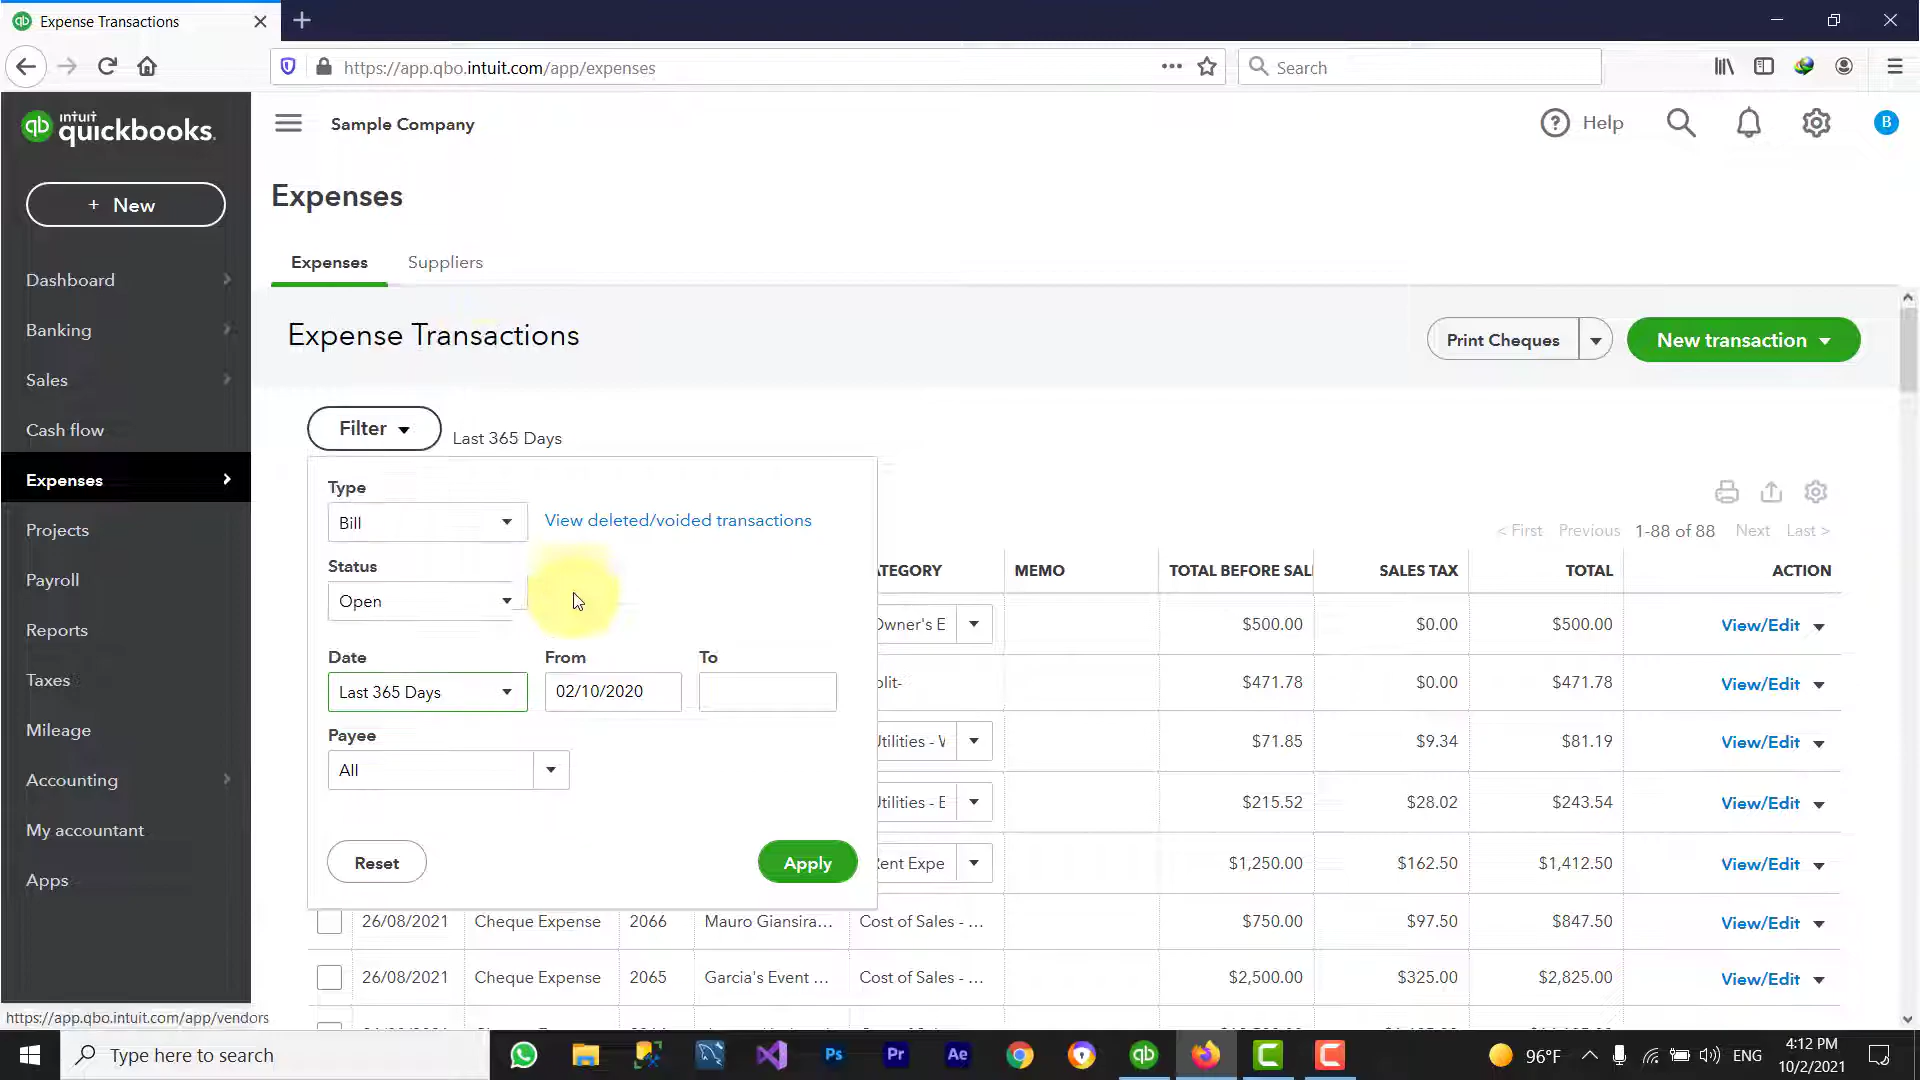 Expense Transactions
https://app.qbo.intuit.com/app/expenses
Search
intuit
quickbooks.
Sample Company
Help
B
+ New
Expenses
Expenses
Suppliers
Dashboard
Banking
Sales
Cash flow
Expenses
Projects
Payroll
Reports
Taxes
Mileage
Accounting
My accountant
Apps
Expense Transactions
Print Cheques
New transaction
Filter
Last 365 Days
Type
Bill
View deleted/voided transactions
Status
Open
Date
From
To
Last 365 Days
02/10/2020
Payee
All
Reset
Apply
< First Previous 1-88 of 88 Next Last >
MEMO TOTAL BEFORE SAL SALES TAX TOTAL ACTION
Owner's E $500.00 $0.00 $500.00 View/Edit
plit- $471.78 $0.00 $471.78 View/Edit
Utilities - $71.85 $9.34 $81.19 View/Edit
Utilities - E $215.52 $28.02 $243.54 View/Edit
Rent Expe $1,250.00 $162.50 $1,412.50 View/Edit
26/08/2021 Cheque Expense 2066 Mauro Giansira... Cost of Sales - ... $750.00 $97.50 $847.50 View/Edit
26/08/2021 Cheque Expense 2065 Garcia's Event ... Cost of Sales - ... $2,500.00 $325.00 $2,825.00 View/Edit
https://app.qbo.intuit.com/app/vendors
Type here to search
Ps
Pr
Ae
qb
96°F
ENG
4:12 PM
10/2/2021